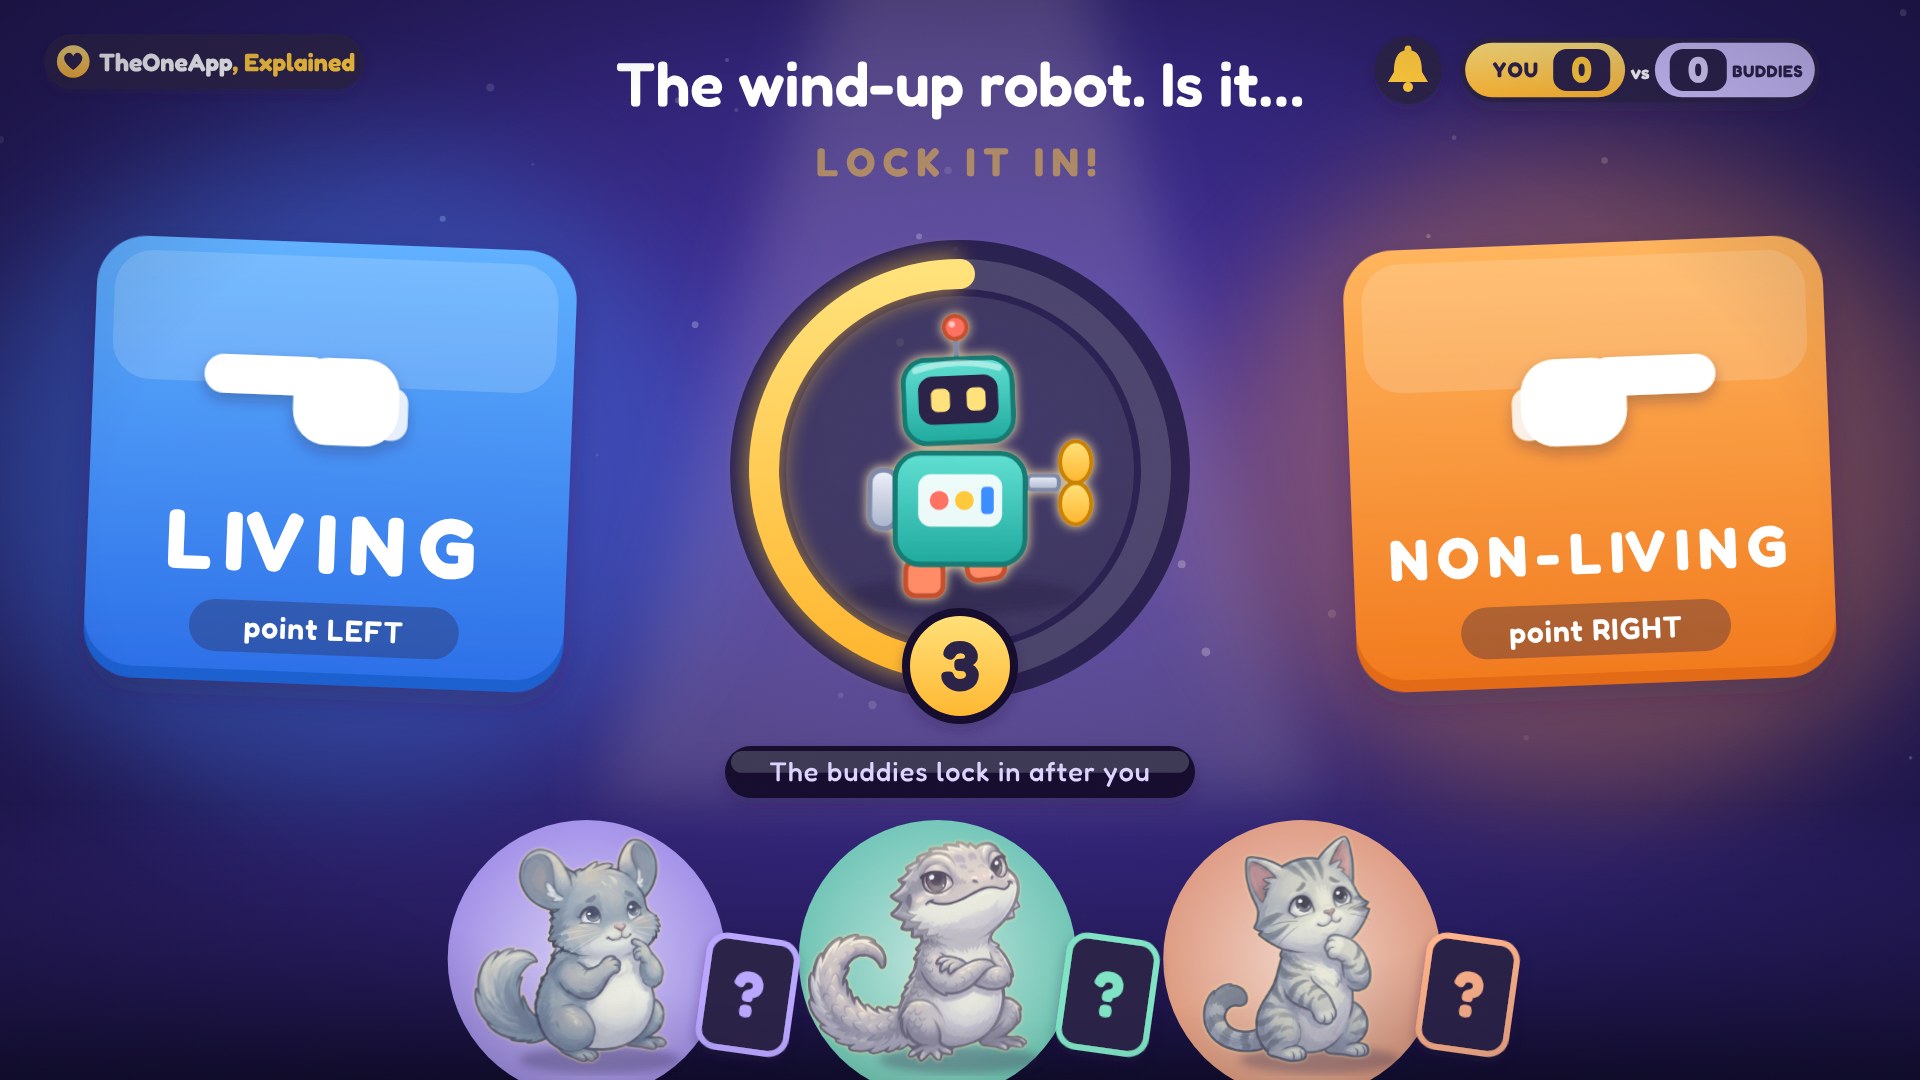 TheOneApp, Explained
The wind-up robot. Is it...
LOCK IT IN!
YOU 0 vs 0 BUDDIES
LIVING
point LEFT
NON-LIVING
point RIGHT
3
The buddies lock in after you
? ? ?